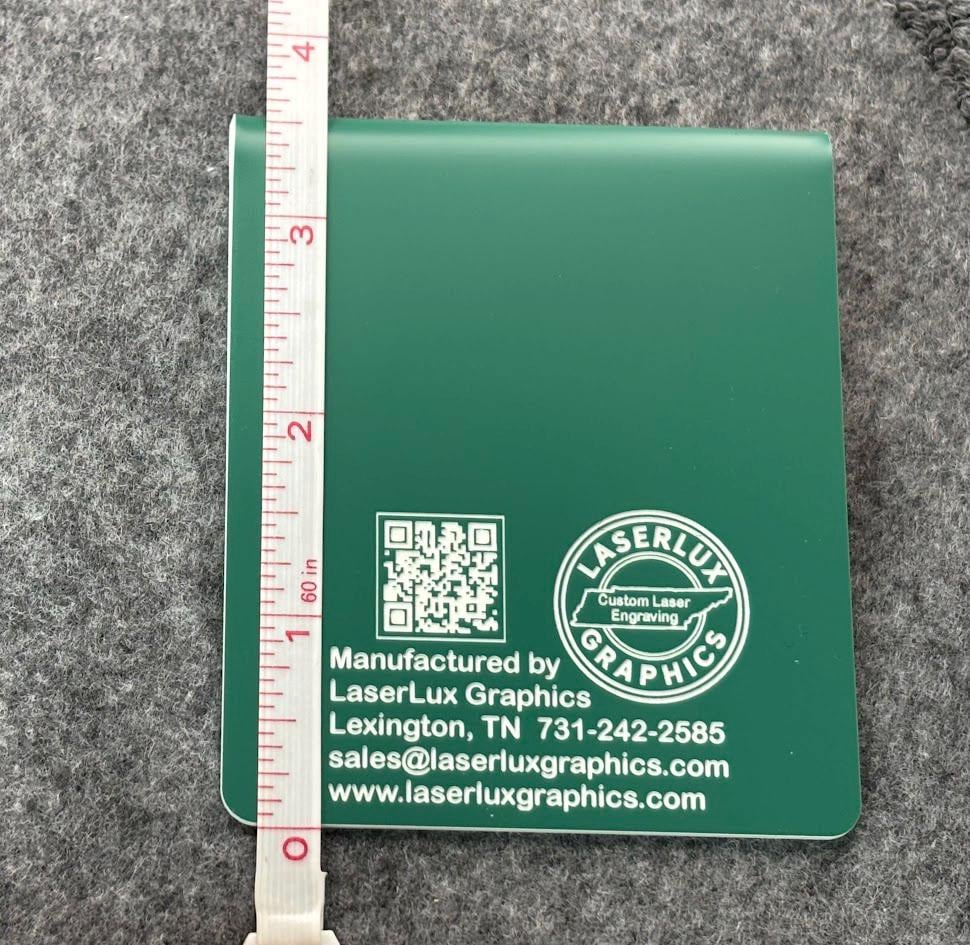 4
3
2
60 in
1
0
LASERLUX
Custom Laser
Engraving
GRAPHICS
Manufactured by
LaserLux Graphics
Lexington, TN 731-242-2585
sales@laserluxgraphics.com
www.laserluxgraphics.com